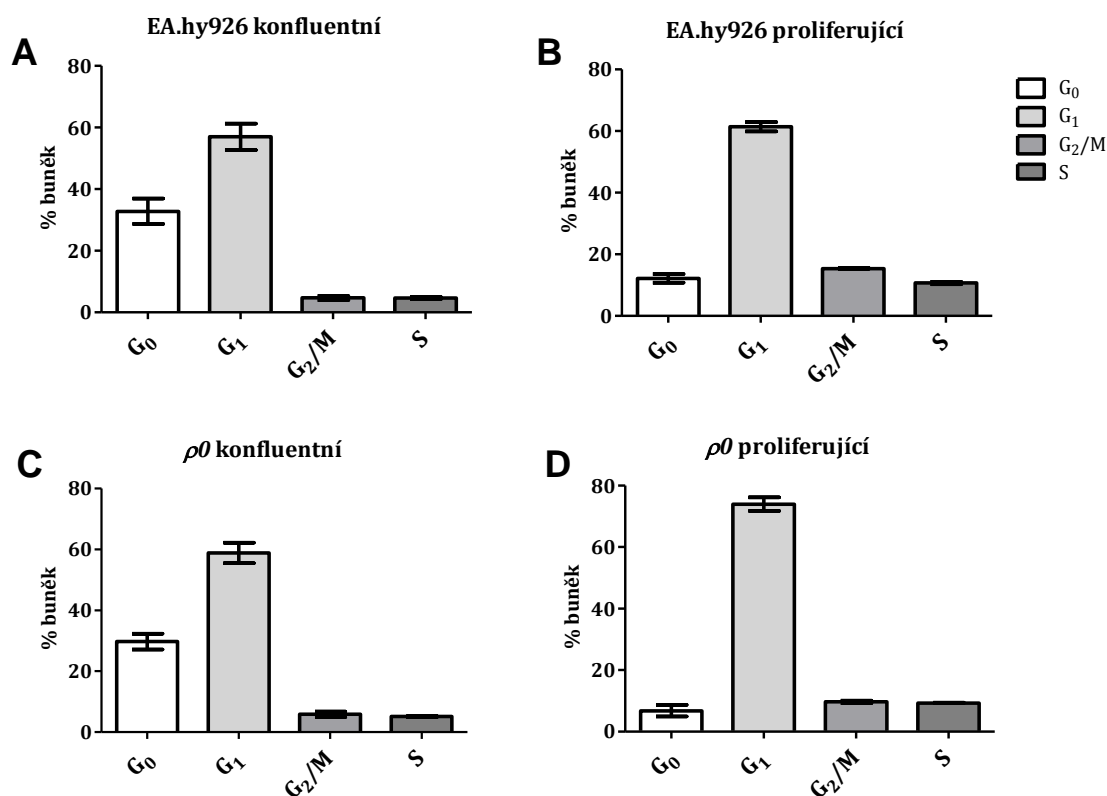 A
EA.hy926 konfluentní
% buněk
80
60
40
20
0
G₀
G₁
G₂/M
S
B
EA.hy926 proliferující
% buněk
80
60
40
20
0
G₀
G₁
G₂/M
S
G₀
G₁
G₂/M
S
C
ρ0 konfluentní
% buněk
80
60
40
20
0
G₀
G₁
G₂/M
S
D
ρ0 proliferující
% buněk
80
60
40
20
0
G₀
G₁
G₂/M
S